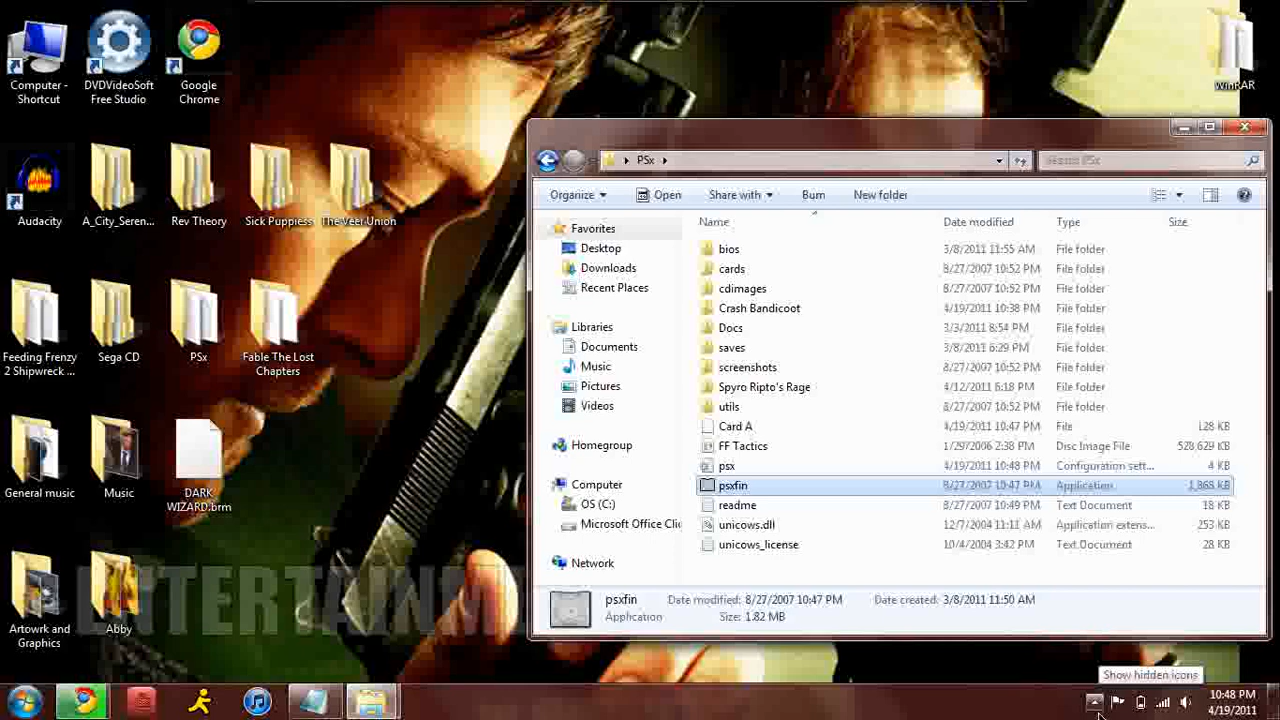 Computer - Shortcut
DVDVideoSoft Free Studio
Google Chrome
WinRAR
Audacity
A_City_Seren...
Rev Theory
Sick Puppiess
The Veer Union
Feeding Frenzy 2 Shipwreck ...
Sega CD
PSx
Fable The Lost Chapters
General music
Music
DARK WIZARD.brm
Artowrk and Graphics
Abby
PSx
Search PSx
Organize
Open
Share with
Burn
New folder
Name Date modified Type Size
Favorites
Desktop
Downloads
Recent Places
Libraries
Documents
Music
Pictures
Videos
Homegroup
Computer
OS (C:)
Microsoft Office Clic
Network
bios 3/8/2011 11:55 AM File folder
cards 8/27/2007 10:52 PM File folder
cdimages 8/27/2007 10:52 PM File folder
Crash Bandicoot 4/19/2011 10:38 PM File folder
Docs 3/3/2011 8:54 PM File folder
saves 3/8/2011 6:29 PM File folder
screenshots 8/27/2007 10:52 PM File folder
Spyro Ripto's Rage 4/12/2011 6:18 PM File folder
utils 8/27/2007 10:52 PM File folder
Card A 4/19/2011 10:47 PM File 128 KB
FF Tactics 1/29/2006 2:38 PM Disc Image File 528,629 KB
psx 4/19/2011 10:48 PM Configuration sett... 4 KB
psxfin 8/27/2007 10:47 PM Application 1,868 KB
readme 8/27/2007 10:49 PM Text Document 18 KB
unicows.dll 12/7/2004 11:11 AM Application extens... 253 KB
unicows_license 10/4/2004 3:42 PM Text Document 28 KB
psxfin Date modified: 8/27/2007 10:47 PM Date created: 3/8/2011 11:50 AM
Application Size: 1.82 MB
Show hidden icons
10:48 PM
4/19/2011